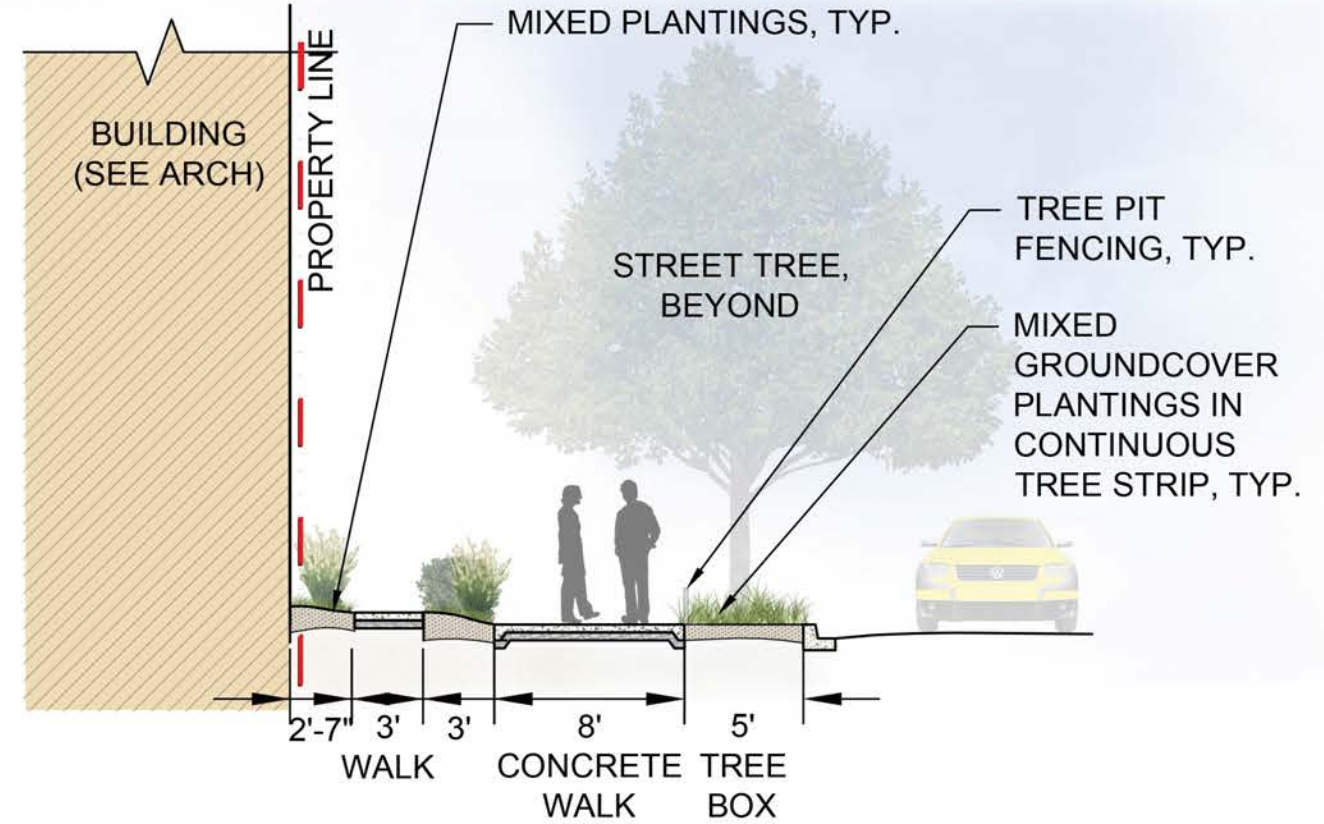 MIXED PLANTINGS, TYP.
PROPERTY LINE
BUILDING
(SEE ARCH)
TREE PIT
FENCING, TYP.
STREET TREE,
BEYOND
MIXED
GROUNDCOVER
PLANTINGS IN
CONTINUOUS
TREE STRIP, TYP.
2'-7" 3' 3' 8' 5'
WALK
CONCRETE
WALK
TREE
BOX